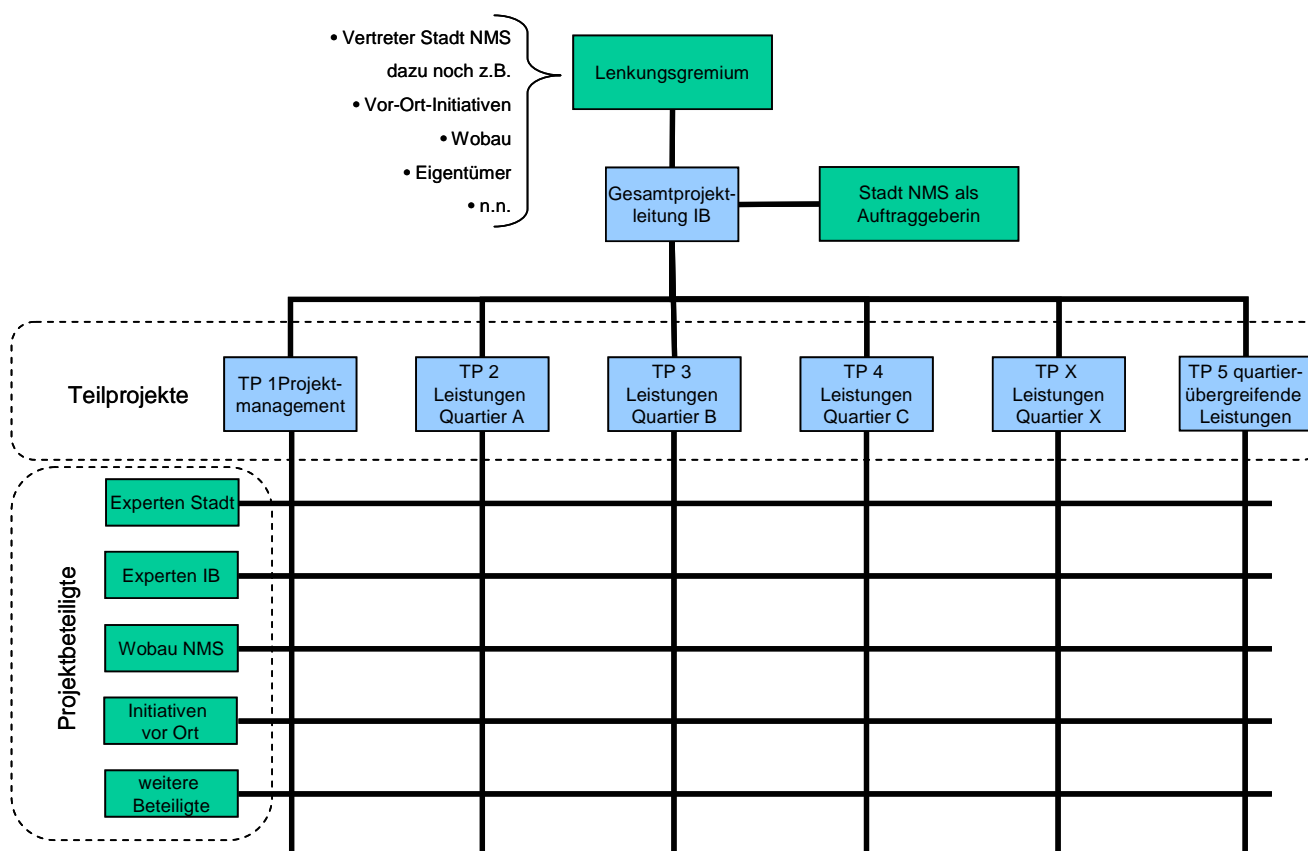 • Vertreter Stadt NMS
dazu noch z.B.
• Vor-Ort-Initiativen
• Wobau
• Eigentümer
• n.n.
Lenkungsgremium
Gesamtprojekt-
leitung IB
Stadt NMS als
Auftraggeberin
Teilprojekte
TP 1Projekt-
management
TP 2
Leistungen
Quartier A
TP 3
Leistungen
Quartier B
TP 4
Leistungen
Quartier C
TP X
Leistungen
Quartier X
TP 5 quartier-
übergreifende
Leistungen
Projektbeteiligte
Experten Stadt
Experten IB
Wobau NMS
Initiativen
vor Ort
weitere
Beteiligte